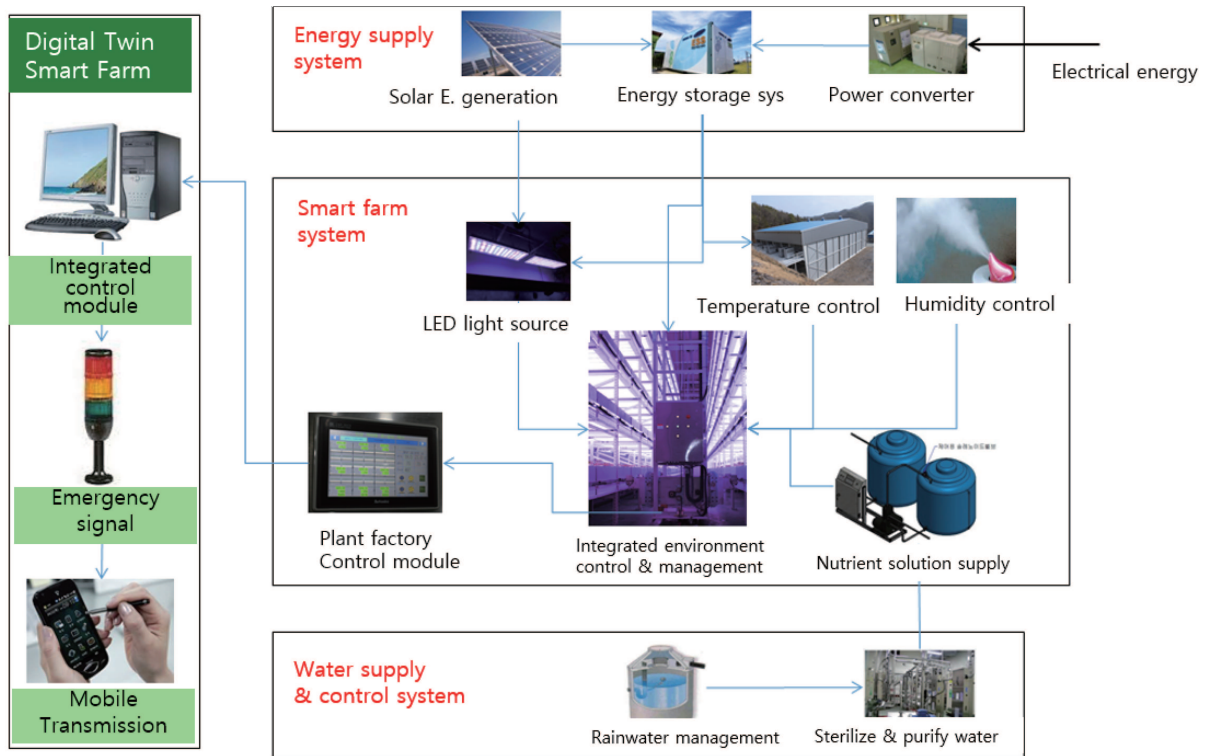 Digital Twin
Smart Farm
Integrated
control
module
Emergency
signal
Mobile
Transmission
Energy supply
system
Solar E. generation
Energy storage sys
Power converter
Electrical energy
Smart farm
system
LED light source
Temperature control
Humidity control
Plant factory
Control module
Integrated environment
control & management
Nutrient solution supply
Water supply
& control system
Rainwater management
Sterilize & purify water